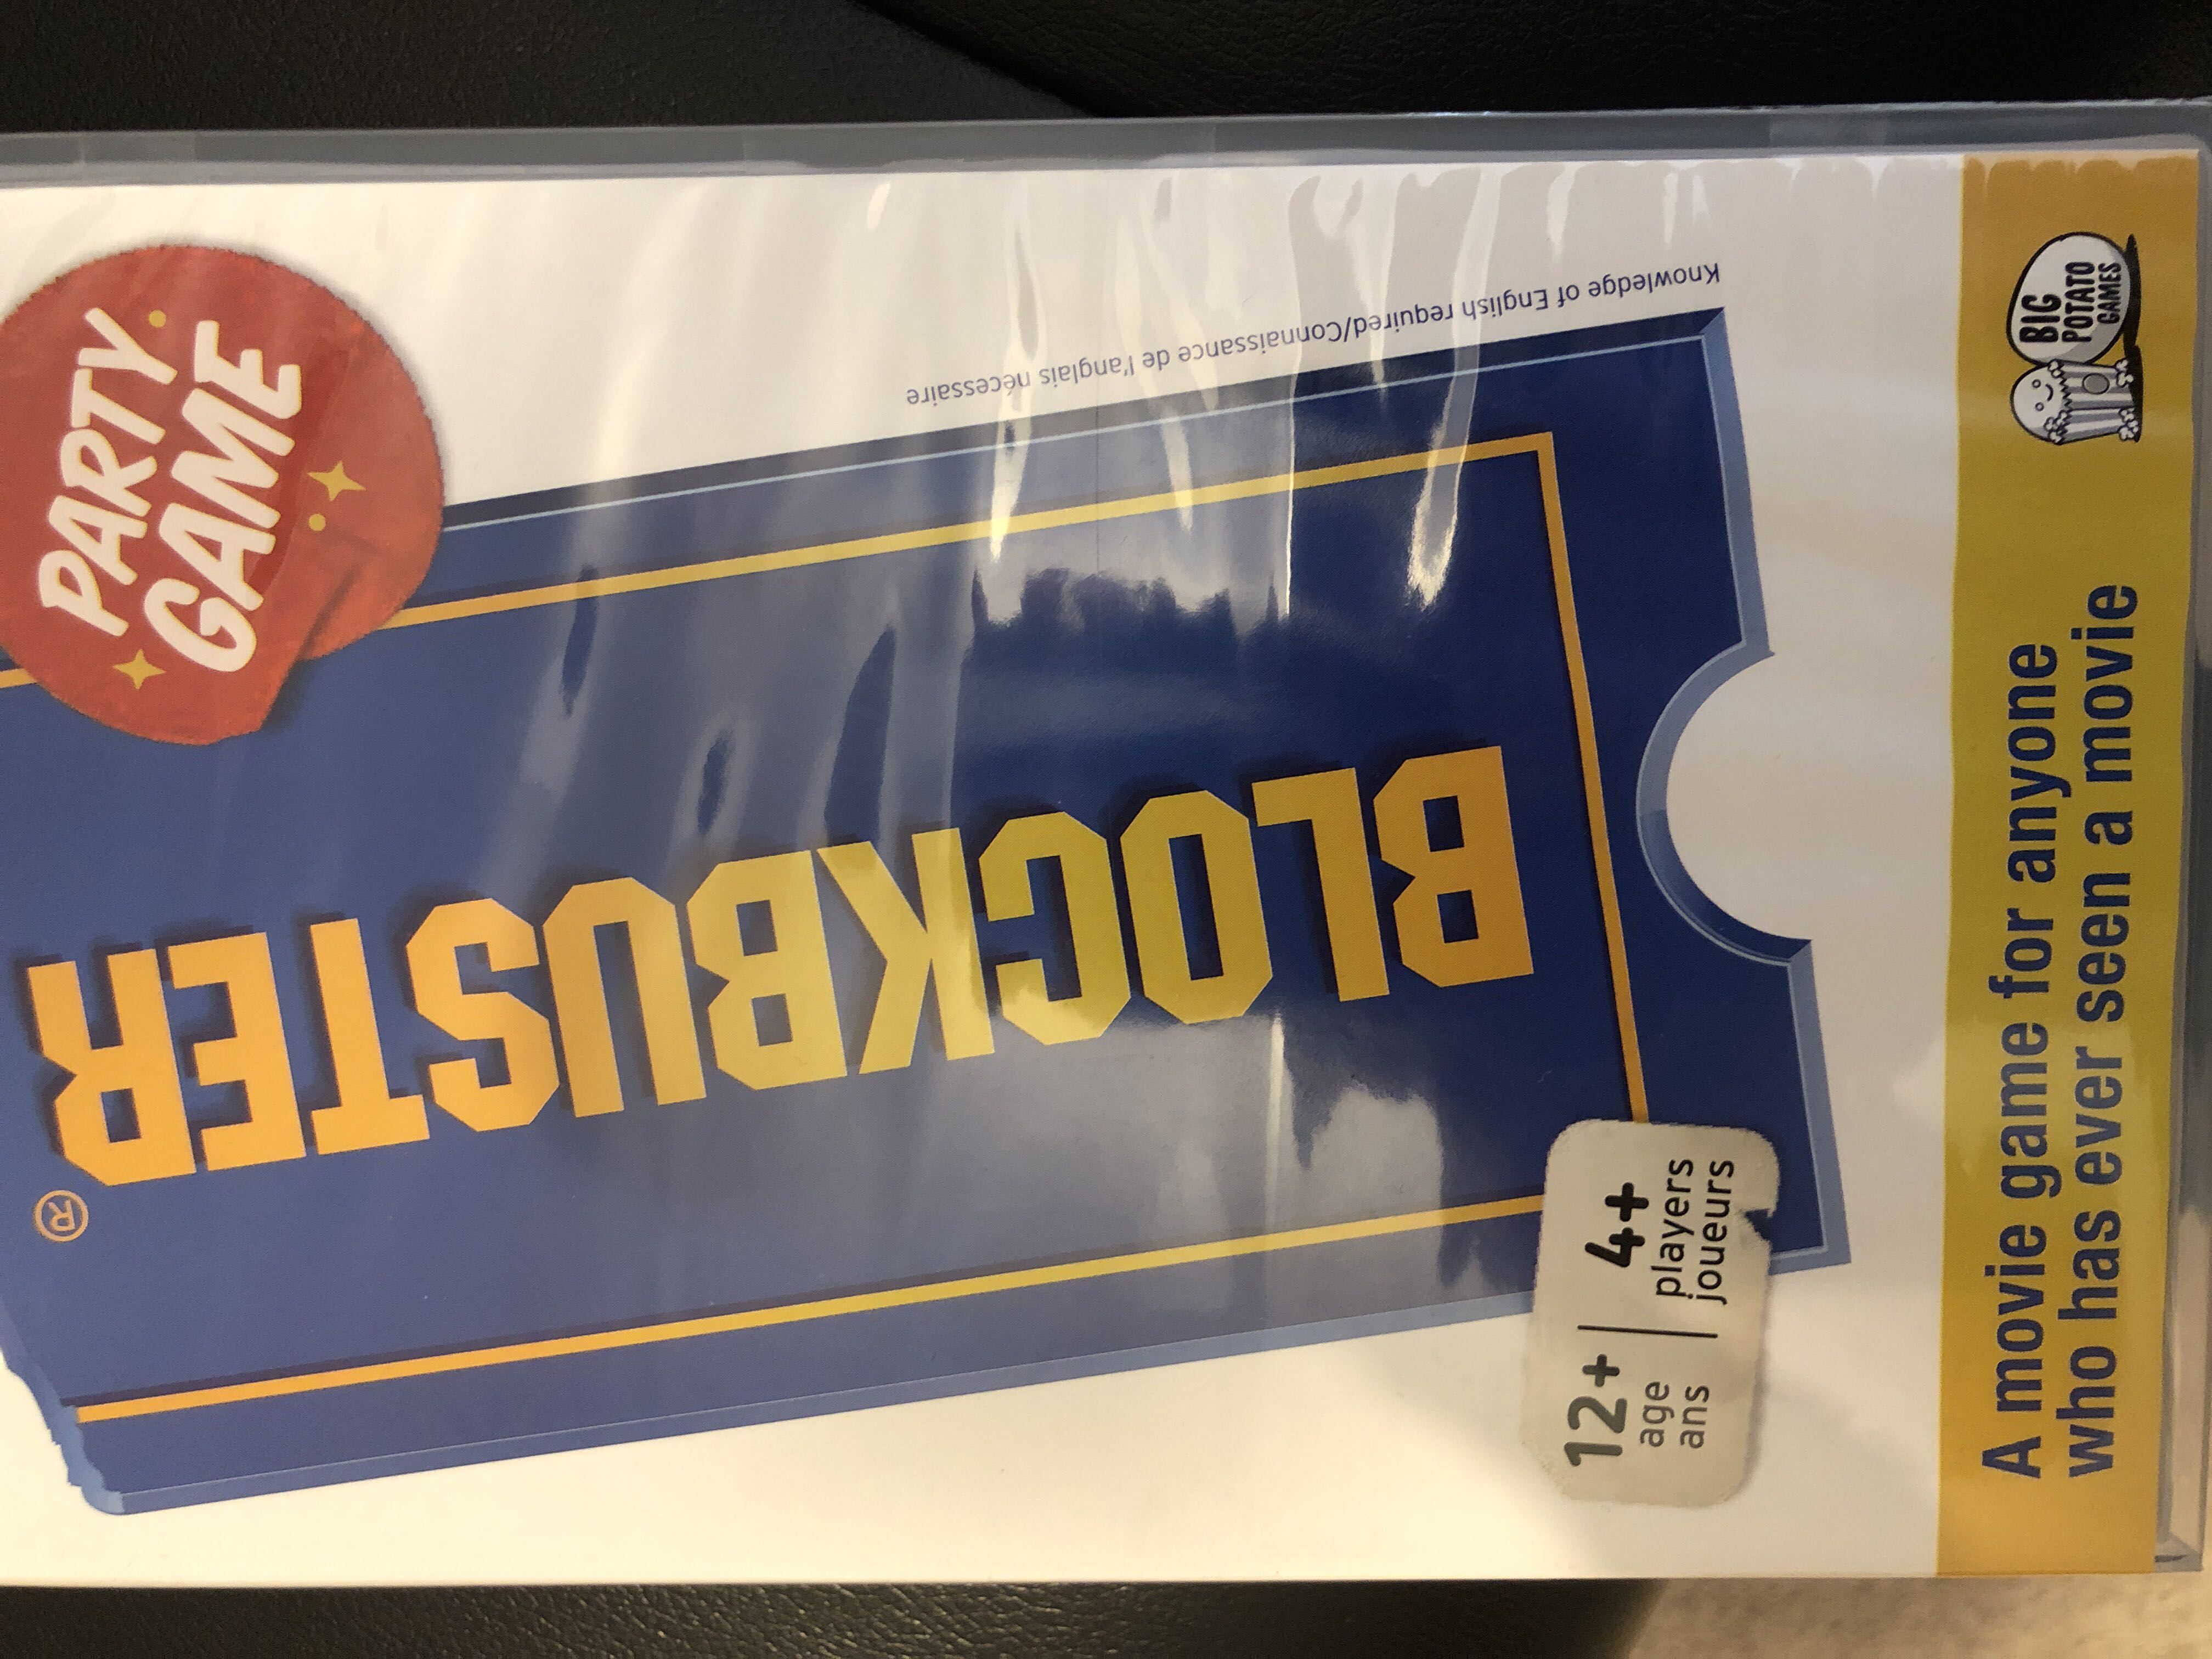 PARTY
GAME
Knowledge of English required/Connaissance de l'anglais nécessaire
BLOCKBUSTER®
12+
age
ans
4+
players
joueurs
A movie game for anyone
who has ever seen a movie
BIG
POTATO
GAMES